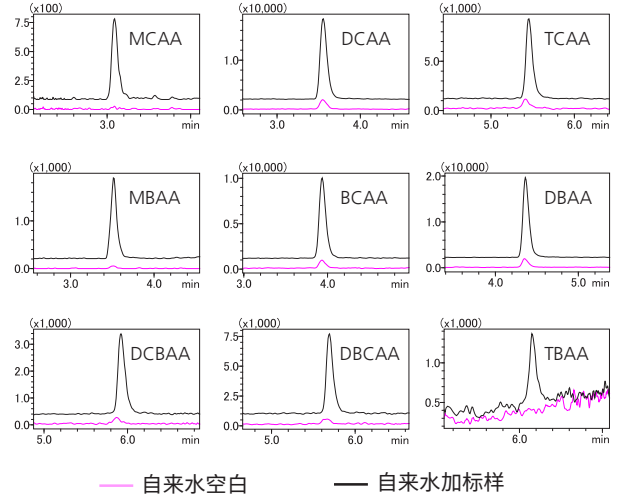 (x100)
MCAA
7.5
5.0
2.5
0.0
3.0
min
(x10,000)
DCAA
1.0
0.0
3.0
4.0
min
(x1,000)
TCAA
5.0
0.0
5.0
6.0
min
(x1,000)
MBAA
1.0
0.0
3.0
4.0
min
(x10,000)
BCAA
1.0
0.5
0.0
3.0
4.0
min
(x10,000)
DBAA
2.0
1.0
0.0
4.0
5.0
min
(x1,000)
DCBAA
3.0
2.0
1.0
0.0
5.0
6.0
min
(x1,000)
DBCAA
7.5
5.0
2.5
0.0
5.0
6.0
min
(x1,000)
TBAA
1.0
0.5
6.0
min
自来水空白
自来水加标样